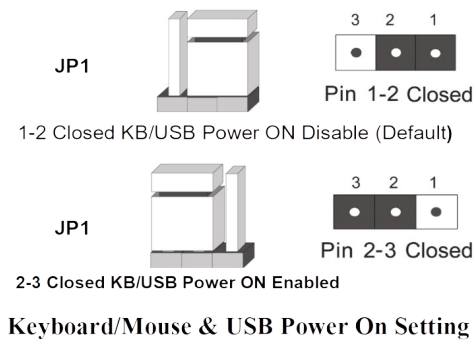 3 2 1
JP1
Pin 1-2 Closed
1-2 Closed KB/USB Power ON Disable (Default)
3 2 1
JP1
Pin 2-3 Closed
2-3 Closed KB/USB Power ON Enabled
Keyboard/Mouse & USB Power On Setting